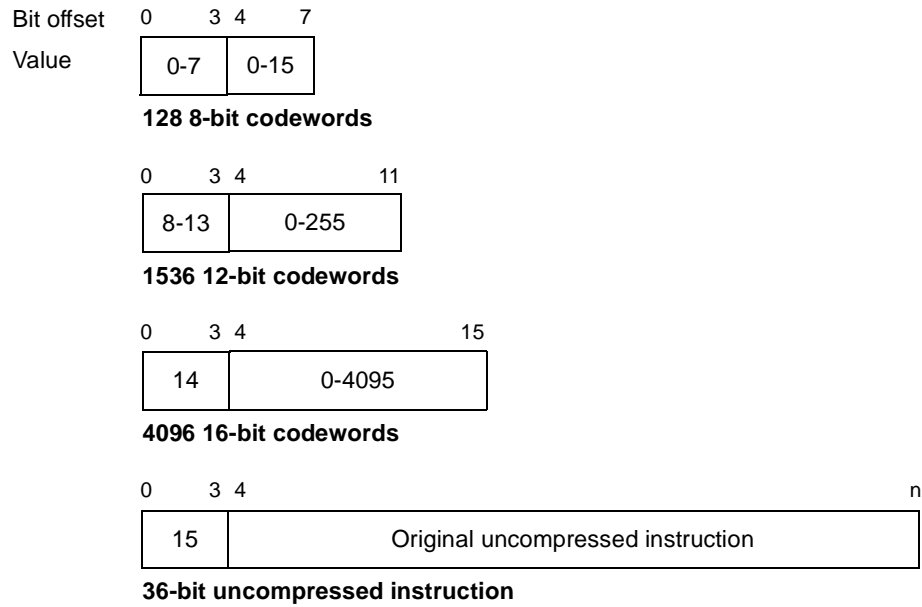 Bit offset 0 3 4 7
Value 0-7 0-15
128 8-bit codewords
0 3 4 11
8-13 0-255
1536 12-bit codewords
0 3 4 15
14 0-4095
4096 16-bit codewords
0 3 4 n
15 Original uncompressed instruction
36-bit uncompressed instruction